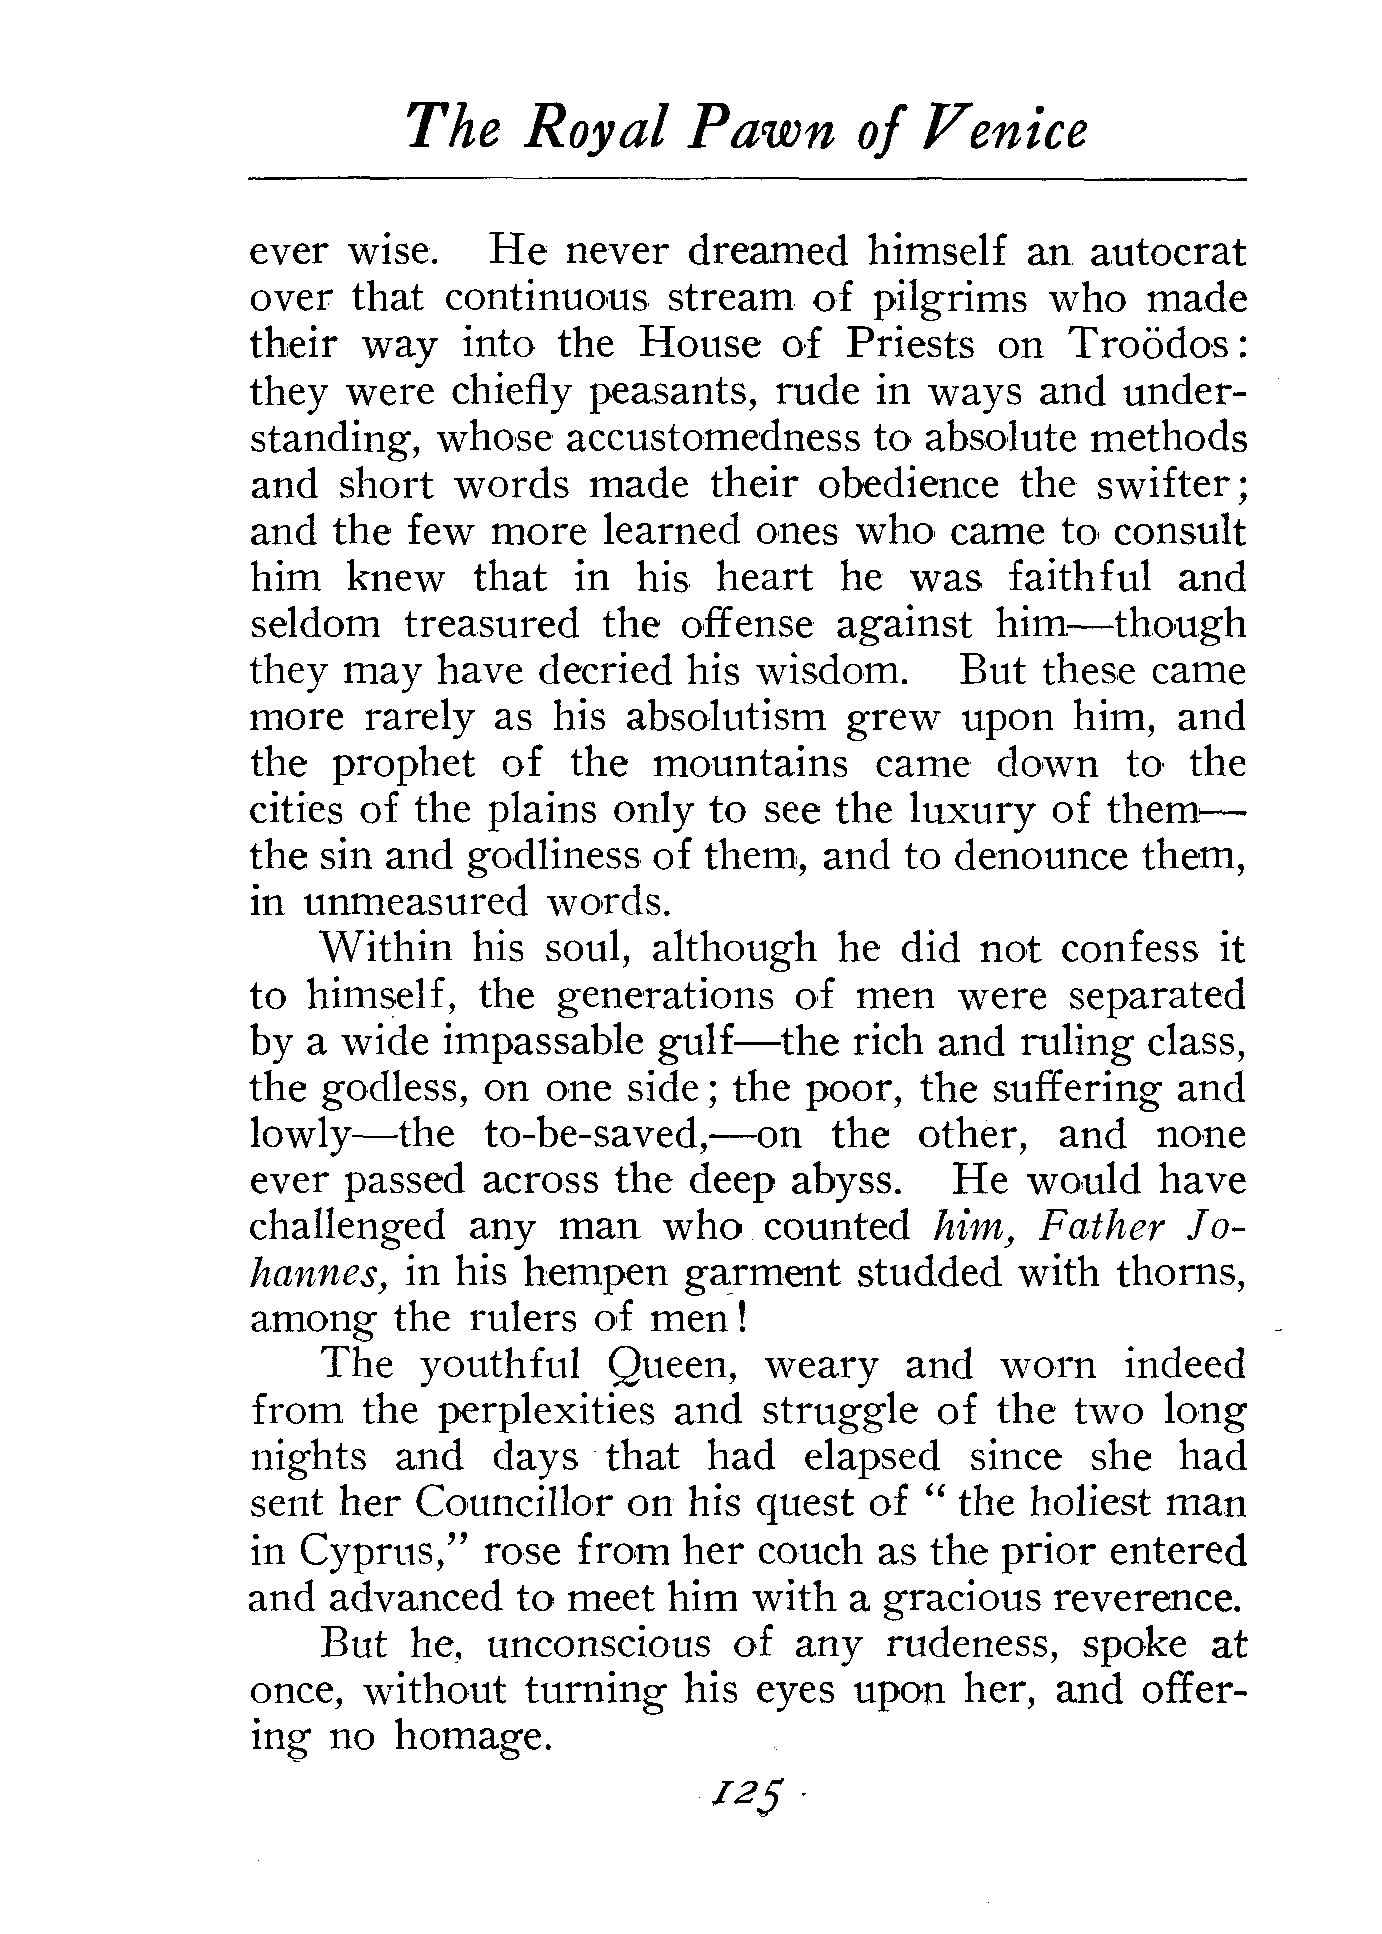 The Royal Pawn of Venice
ever wise. He never dreamed himself an autocrat
over that continuous stream of pilgrims who made
their way into the House of Priests on Troödos:
they were chiefly peasants, rude in ways and under-
standing, whose accustomedness to absolute methods
and short words made their obedience the swifter;
and the few more learned ones who came to consult
him knew that in his heart he was faithful and
seldom treasured the offense against him—though
they may have decried his wisdom. But these came
more rarely as his absolutism grew upon him, and
the prophet of the mountains came down to the
cities of the plains only to see the luxury of them—
the sin and godliness of them, and to denounce them,
in unmeasured words.
Within his soul, although he did not confess it
to himself, the generations of men were separated
by a wide impassable gulf—the rich and ruling class,
the godless, on one side; the poor, the suffering and
lowly—the to-be-saved,—on the other, and none
ever passed across the deep abyss. He would have
challenged any man who counted him, Father Jo-
hannes, in his hempen garment studded with thorns,
among the rulers of men!
The youthful Queen, weary and worn indeed
from the perplexities and struggle of the two long
nights and days that had elapsed since she had
sent her Councillor on his quest of “ the holiest man
in Cyprus,” rose from her couch as the prior entered
and advanced to meet him with a gracious reverence.
But he, unconscious of any rudeness, spoke at
once, without turning his eyes upon her, and offer-
ing no homage.
125